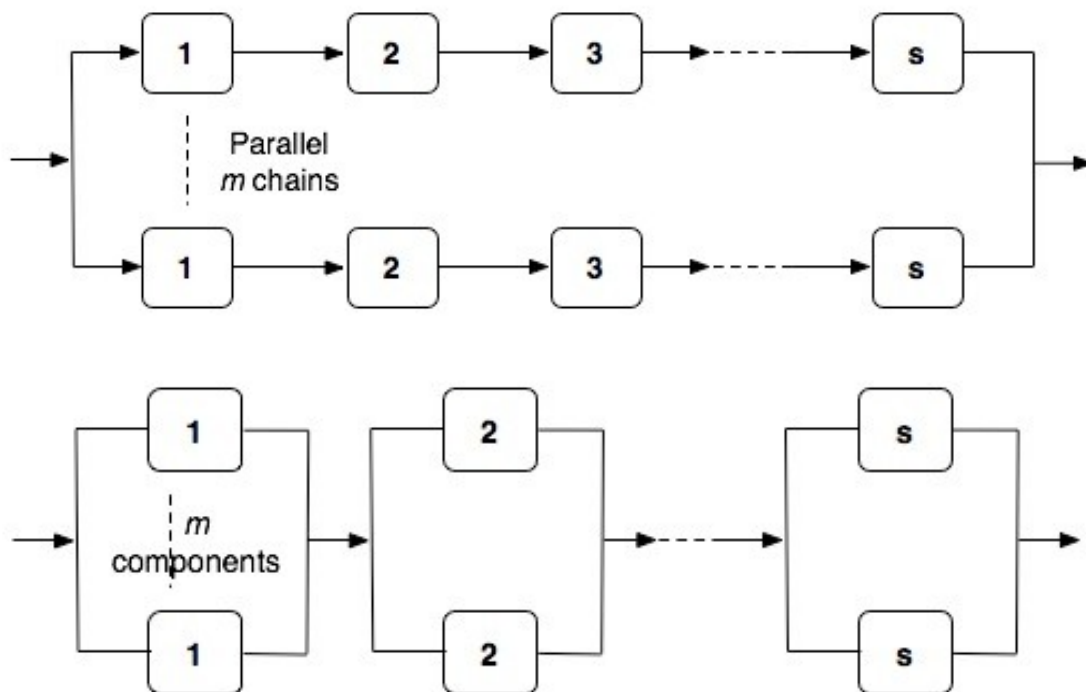 1 2 3 s
Parallel
m chains
1 2 3 s
1 2 s
m
components
1 2 s